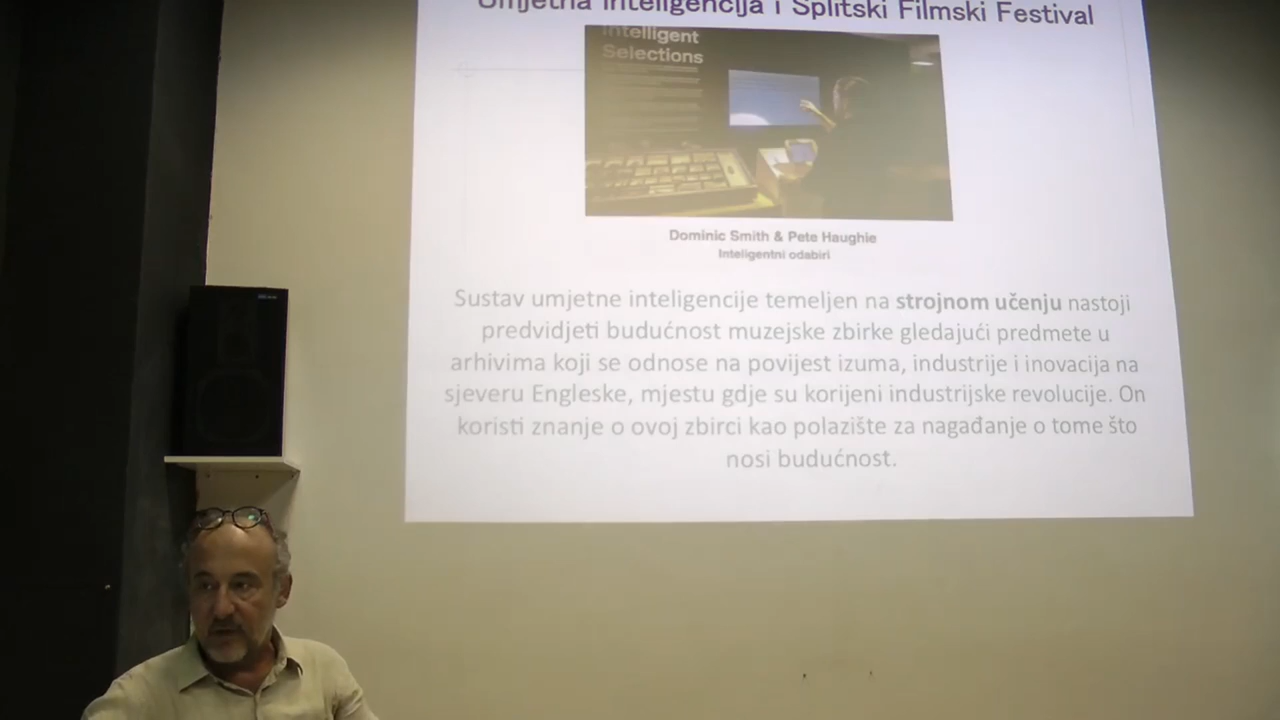 Umjetna inteligencija i Splitski Filmski Festival
Intelligent
Selections
Dominic Smith & Pete Haughie
Inteligentni odabiri
Sustav umjetne inteligencije temeljen na strojnom učenju nastoji
predvidjeti budućnost muzejske zbirke gledajući predmete u
arhivima koji se odnose na povijest izuma, industrije i inovacija na
sjeveru Engleske, mjestu gdje su korijeni industrijske revolucije. On
koristi znanje o ovoj zbirci kao polazište za nagađanje o tome što
nosi budućnost.